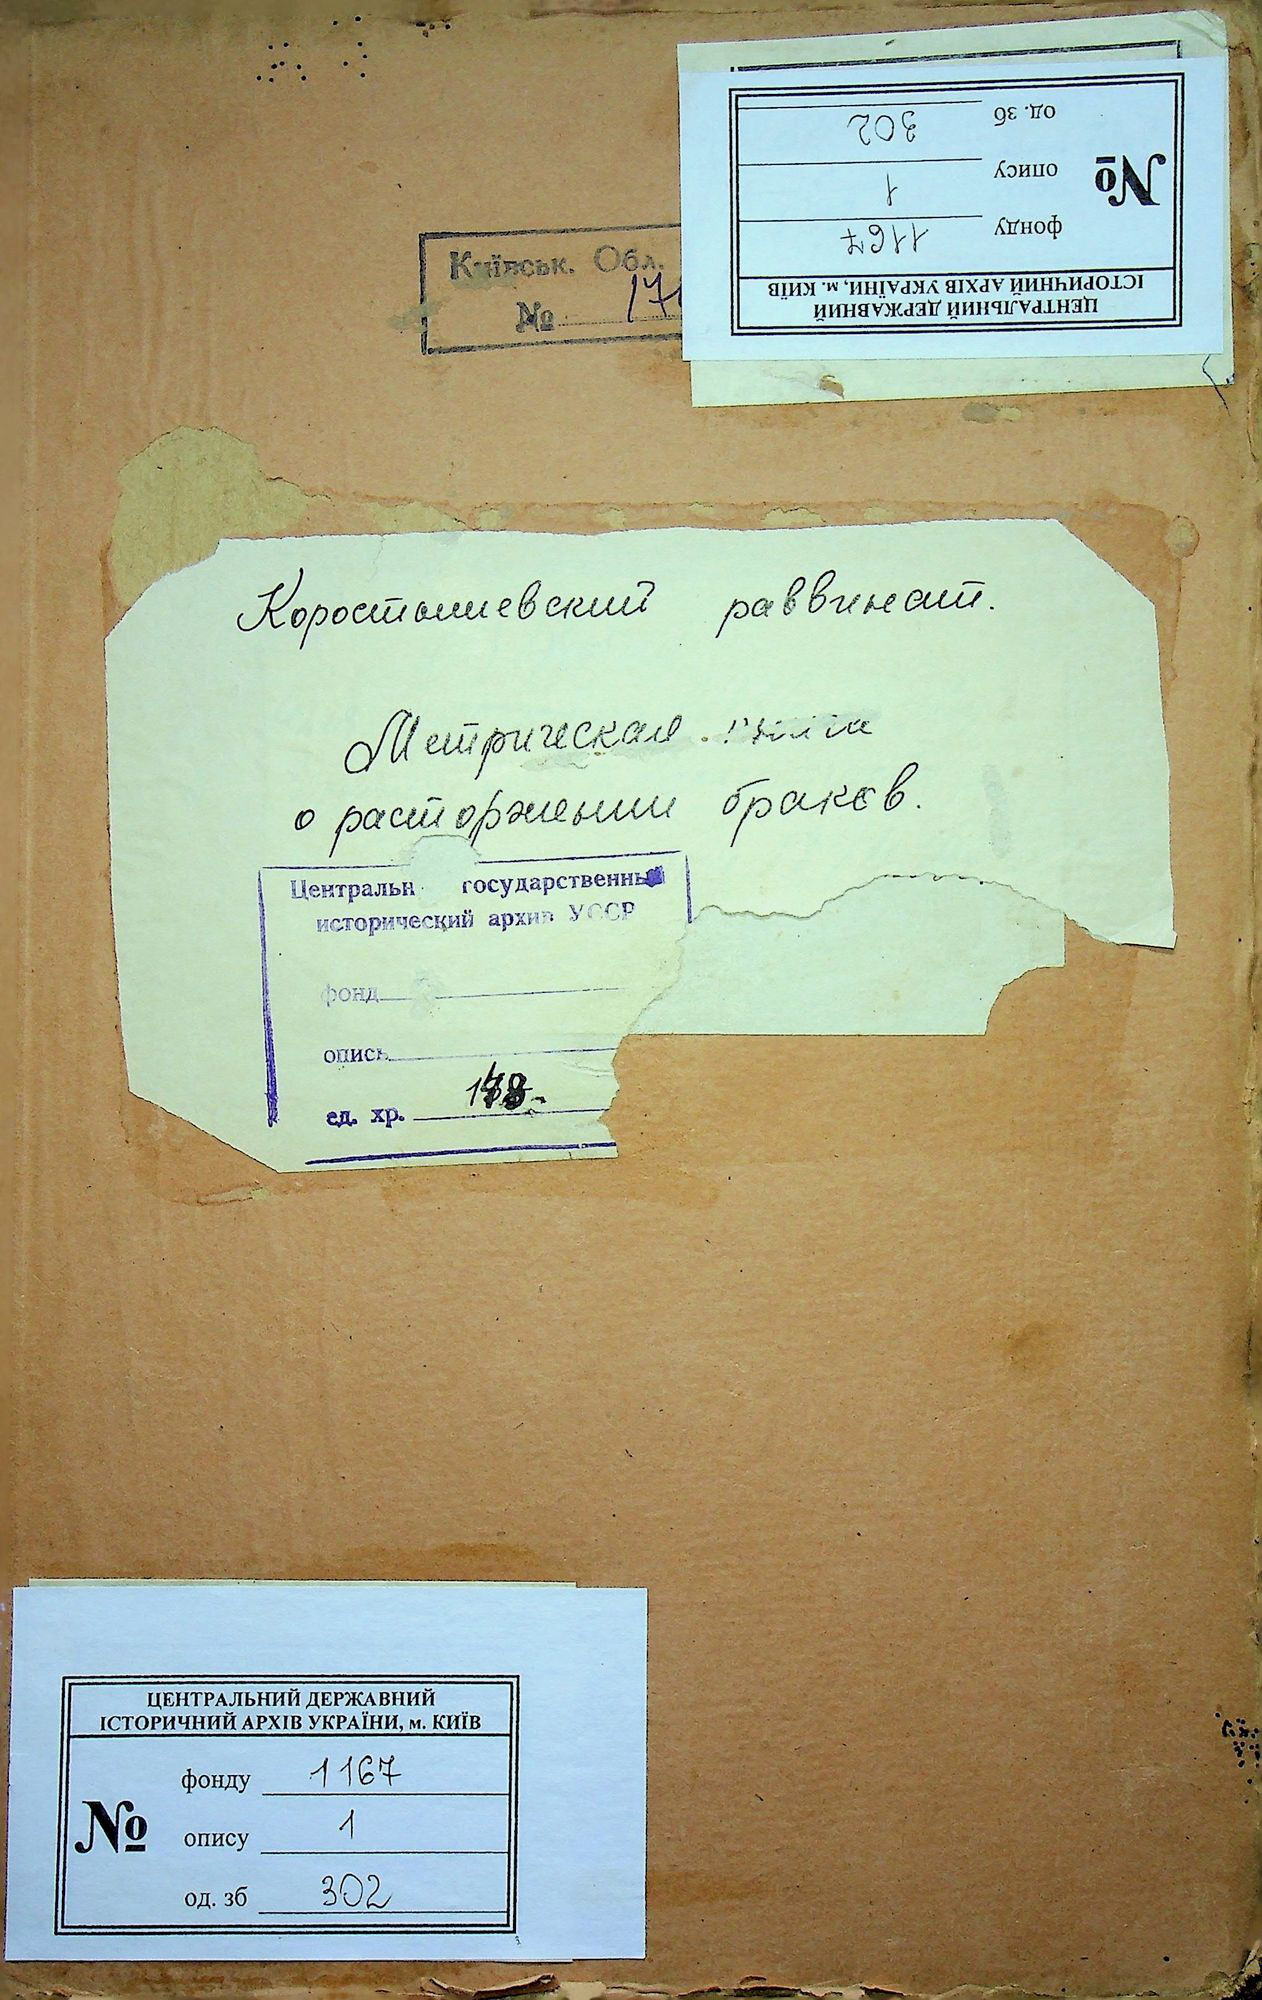 ЦЕНТРАЛЬНИЙ ДЕРЖАВНИЙ
ІСТОРИЧНИЙ АРХІВ УКРАЇНИ, м. КИЇВ
№
фонду 1167
опису 1
од. зб 302
Київськ. Обл.
№ 17
Коростышевский раввинат.
Метрическая
о расторжении браков.
Центральн государственный
исторический архив УССР
фонд
опись
ед. хр.
ЦЕНТРАЛЬНИЙ ДЕРЖАВНИЙ
ІСТОРИЧНИЙ АРХІВ УКРАЇНИ, м. КИЇВ
№
фонду 1167
опису 1
од. зб 302